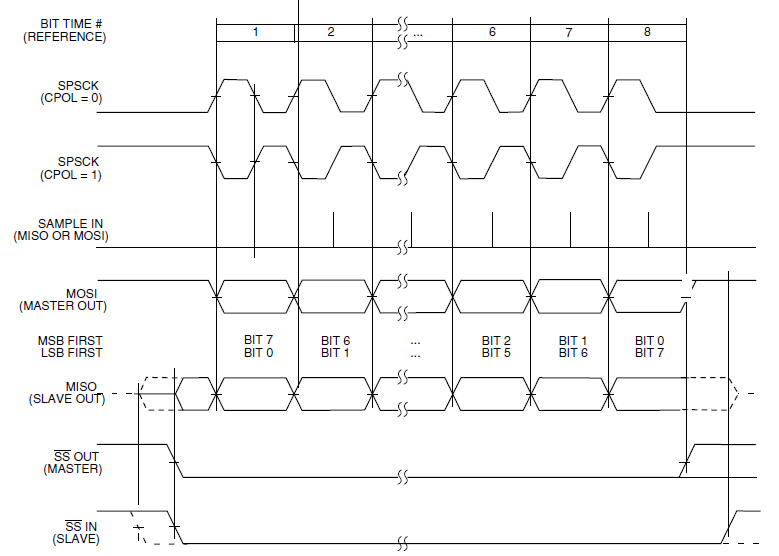 BIT TIME #
(REFERENCE)
1 2 ... 6 7 8
SPSCK
(CPOL = 0)
SPSCK
(CPOL = 1)
SAMPLE IN
(MISO OR MOSI)
MOSI
(MASTER OUT)
MSB FIRST BIT 7 BIT 6 ... BIT 2 BIT 1 BIT 0
LSB FIRST BIT 0 BIT 1 ... BIT 5 BIT 6 BIT 7
MISO
(SLAVE OUT)
SS OUT
(MASTER)
SS IN
(SLAVE)